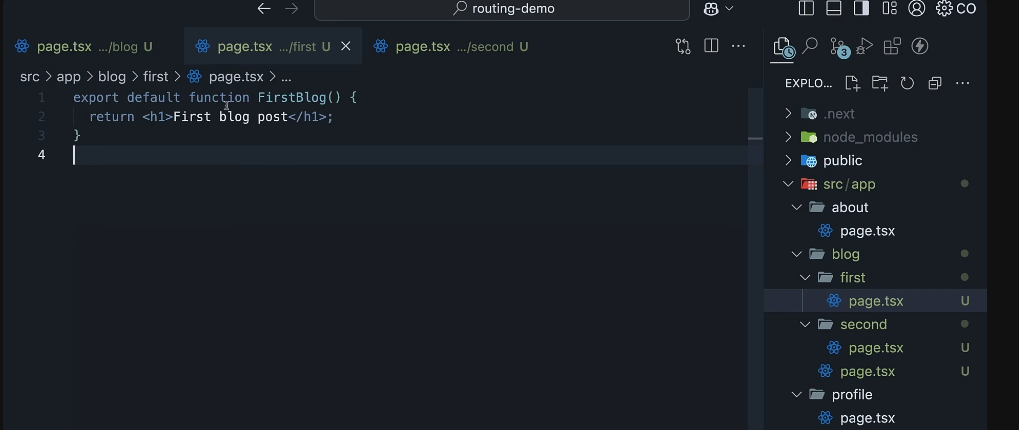 routing-demo
CO
page.tsx .../blog U
page.tsx .../first U
page.tsx .../second U
3
src > app > blog > first > page.tsx > ...
EXPLO...
1 export default function FirstBlog() {
2 return <h1>First blog post</h1>;
3 }
4
.next
node_modules
public
src/app
about
page.tsx
blog
first
page.tsx U
second
page.tsx U
page.tsx U
profile
page.tsx